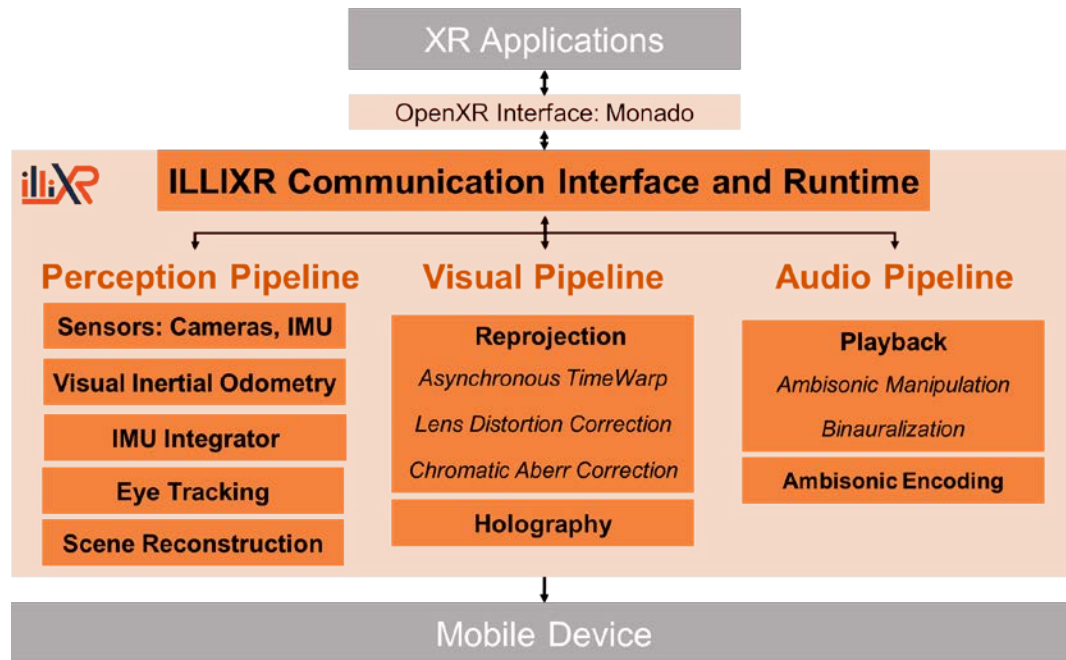 XR Applications
OpenXR Interface: Monado
illiXR
ILLIXR Communication Interface and Runtime
Perception Pipeline
Sensors: Cameras, IMU
Visual Inertial Odometry
IMU Integrator
Eye Tracking
Scene Reconstruction
Visual Pipeline
Reprojection
Asynchronous TimeWarp
Lens Distortion Correction
Chromatic Aberr Correction
Holography
Audio Pipeline
Playback
Ambisonic Manipulation
Binauralization
Ambisonic Encoding
Mobile Device